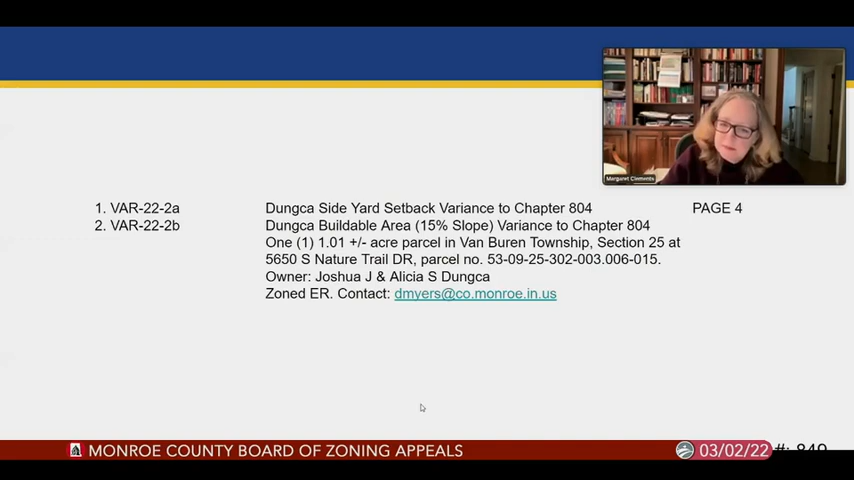 Margaret Clements
1. VAR-22-2a Dungca Side Yard Setback Variance to Chapter 804 PAGE 4
2. VAR-22-2b Dungca Buildable Area (15% Slope) Variance to Chapter 804
One (1) 1.01 +/- acre parcel in Van Buren Township, Section 25 at
5650 S Nature Trail DR, parcel no. 53-09-25-302-003.006-015.
Owner: Joshua J & Alicia S Dungca
Zoned ER. Contact: dmyers@co.monroe.in.us
MONROE COUNTY BOARD OF ZONING APPEALS 03/02/22 #: 849